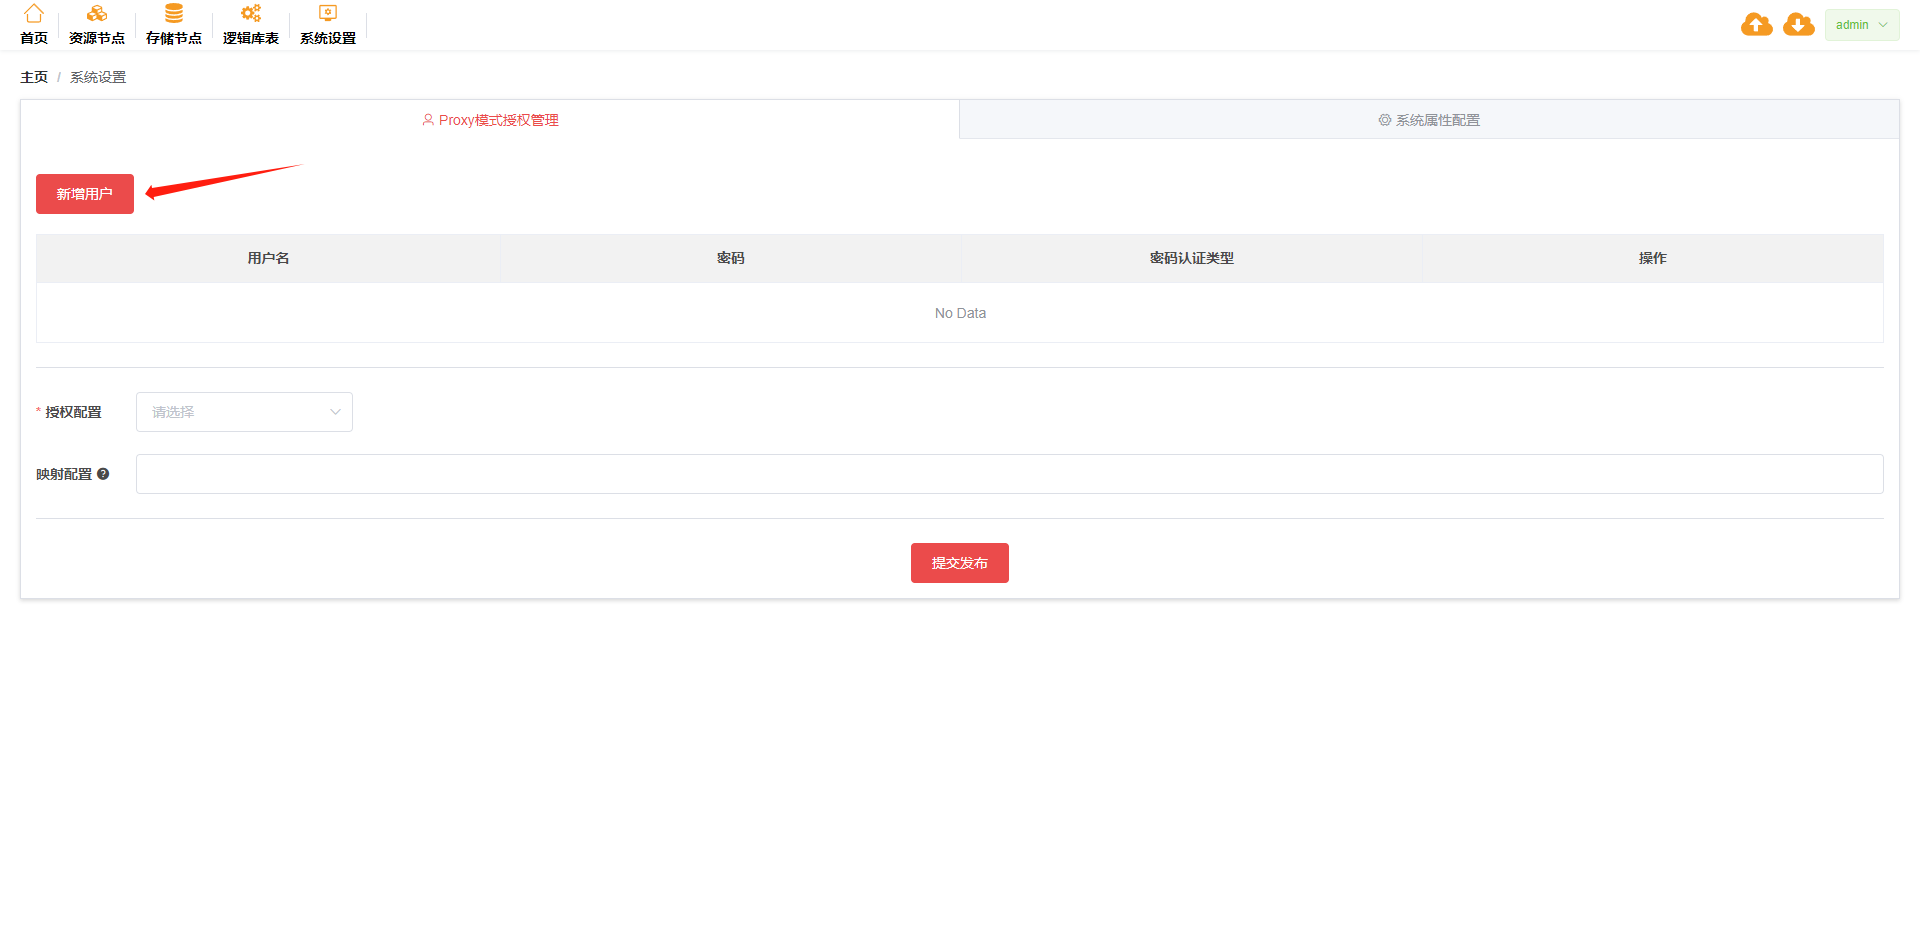 首页 资源节点 存储节点 逻辑库表 系统设置 admin
主页 / 系统设置
Proxy模式授权管理 系统属性配置
新增用户
用户名 密码 密码认证类型 操作
No Data
* 授权配置 请选择
映射配置 ?
提交发布